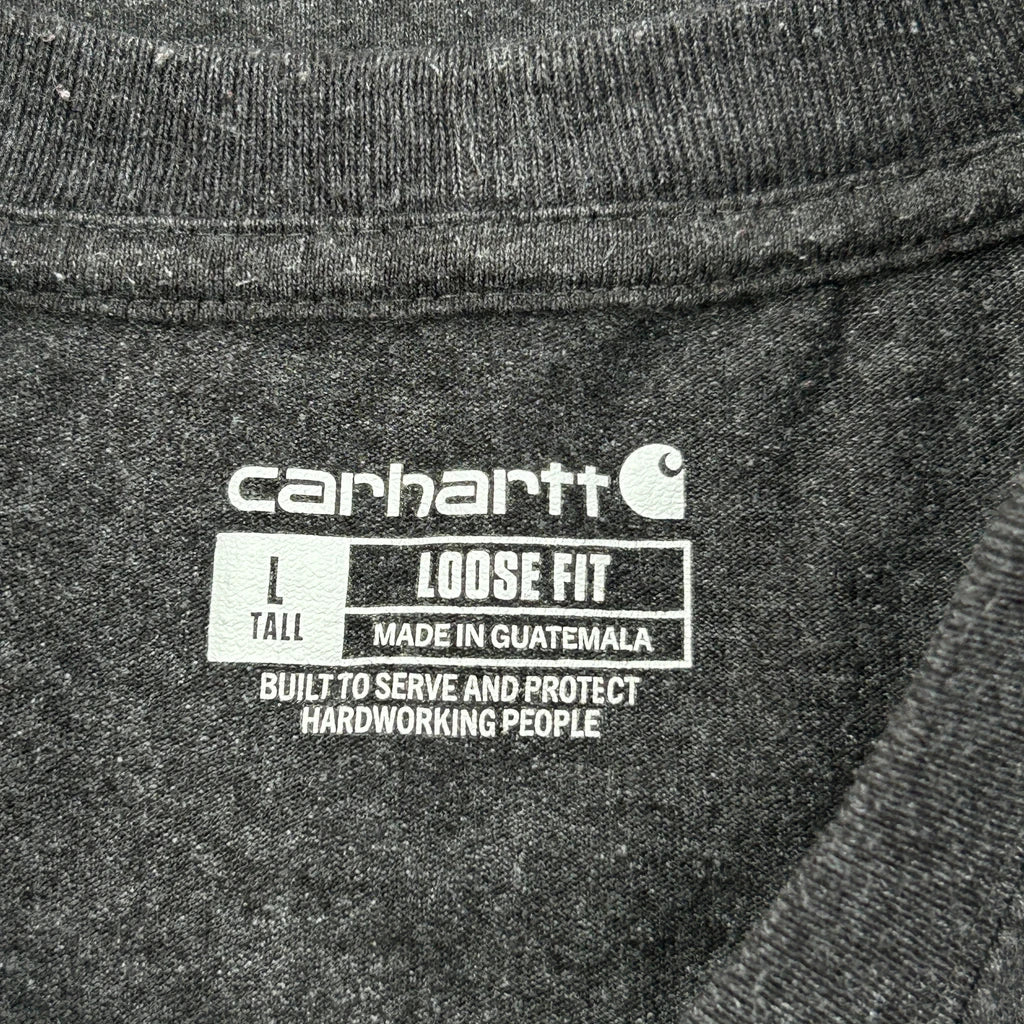 carhartt
L
TALL
LOOSE FIT
MADE IN GUATEMALA
BUILT TO SERVE AND PROTECT
HARDWORKING PEOPLE